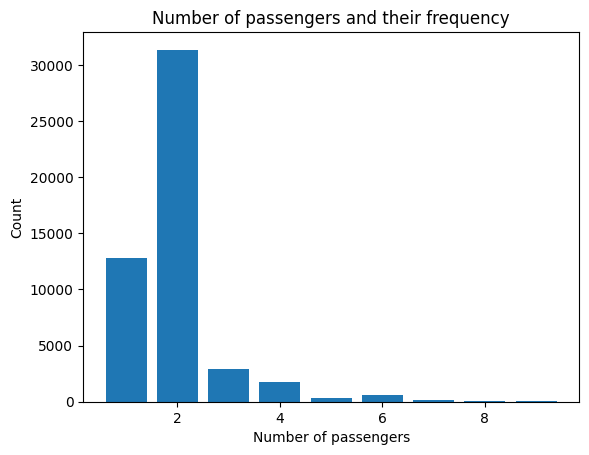 Number of passengers and their frequency
30000
25000
20000
15000
10000
5000
0
Count
2 4 6 8
Number of passengers